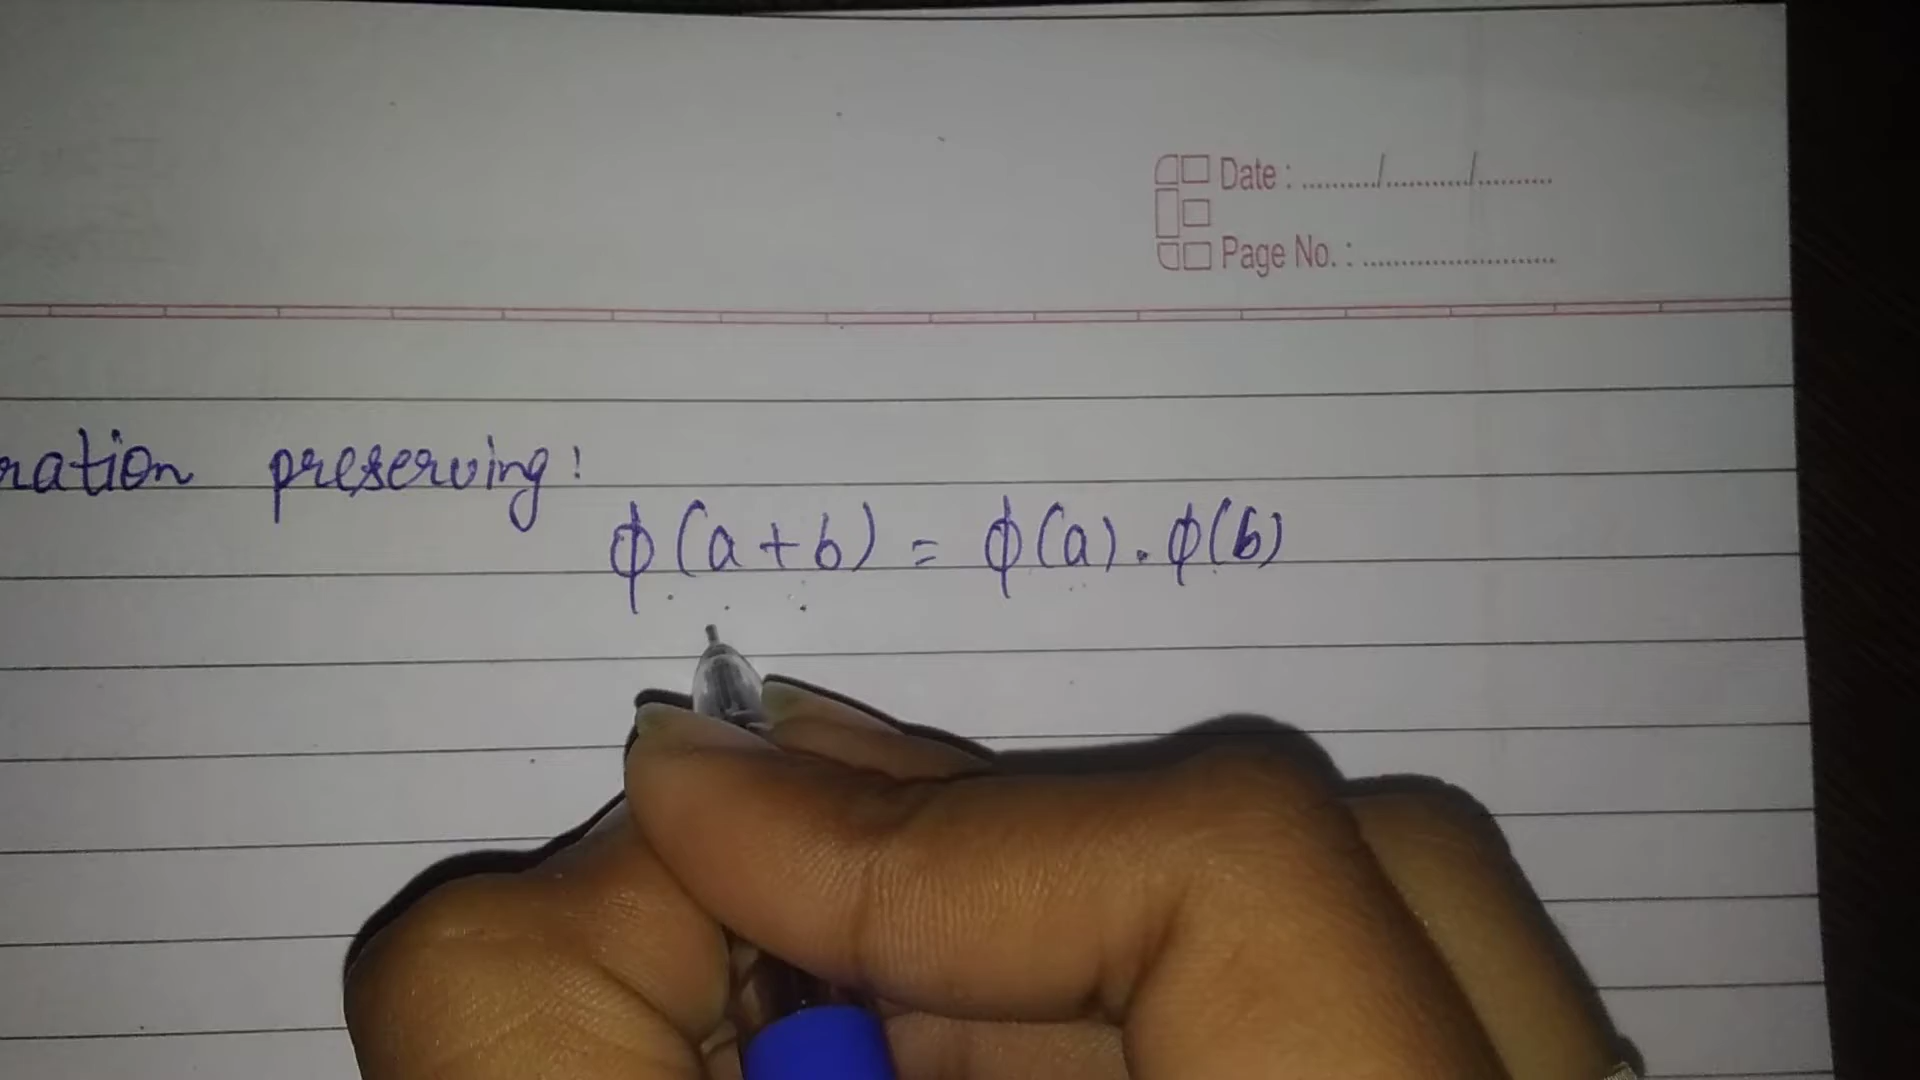 Date : ........../.........../..........
Page No. : ..........................
ration preserving:
ϕ(a+b) = ϕ(a).ϕ(b)